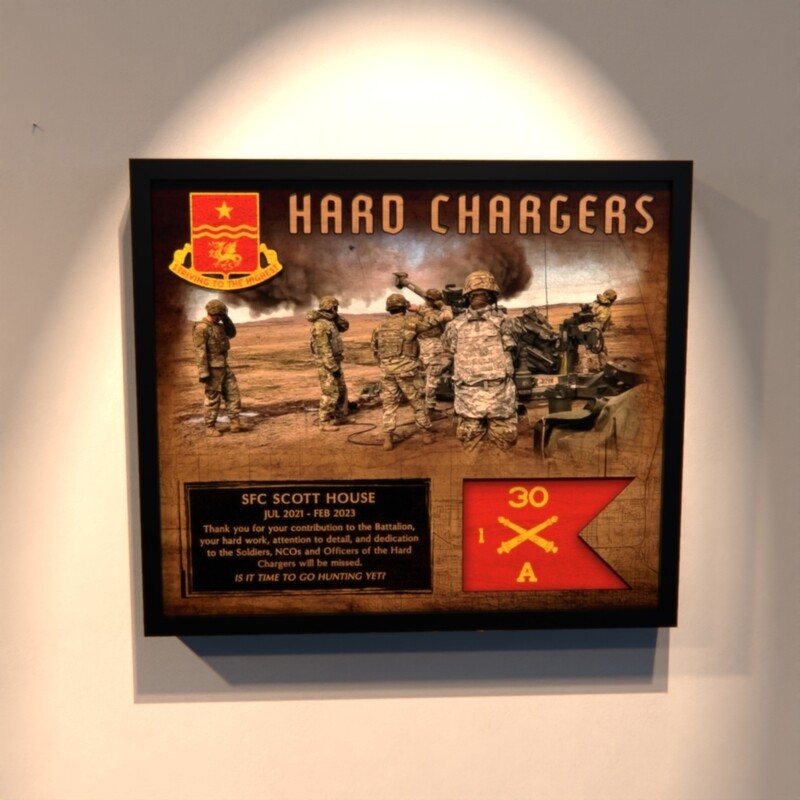 HARD CHARGERS
STRIVING TO THE HIGHEST
SFC SCOTT HOUSE
JUL 2021 - FEB 2023
Thank you for your contribution to the Battalion,
your hard work, attention to detail, and dedication
to the Soldiers, NCOs and Officers of the Hard
Chargers will be missed.
IS IT TIME TO GO HUNTING YET?
30
1
A